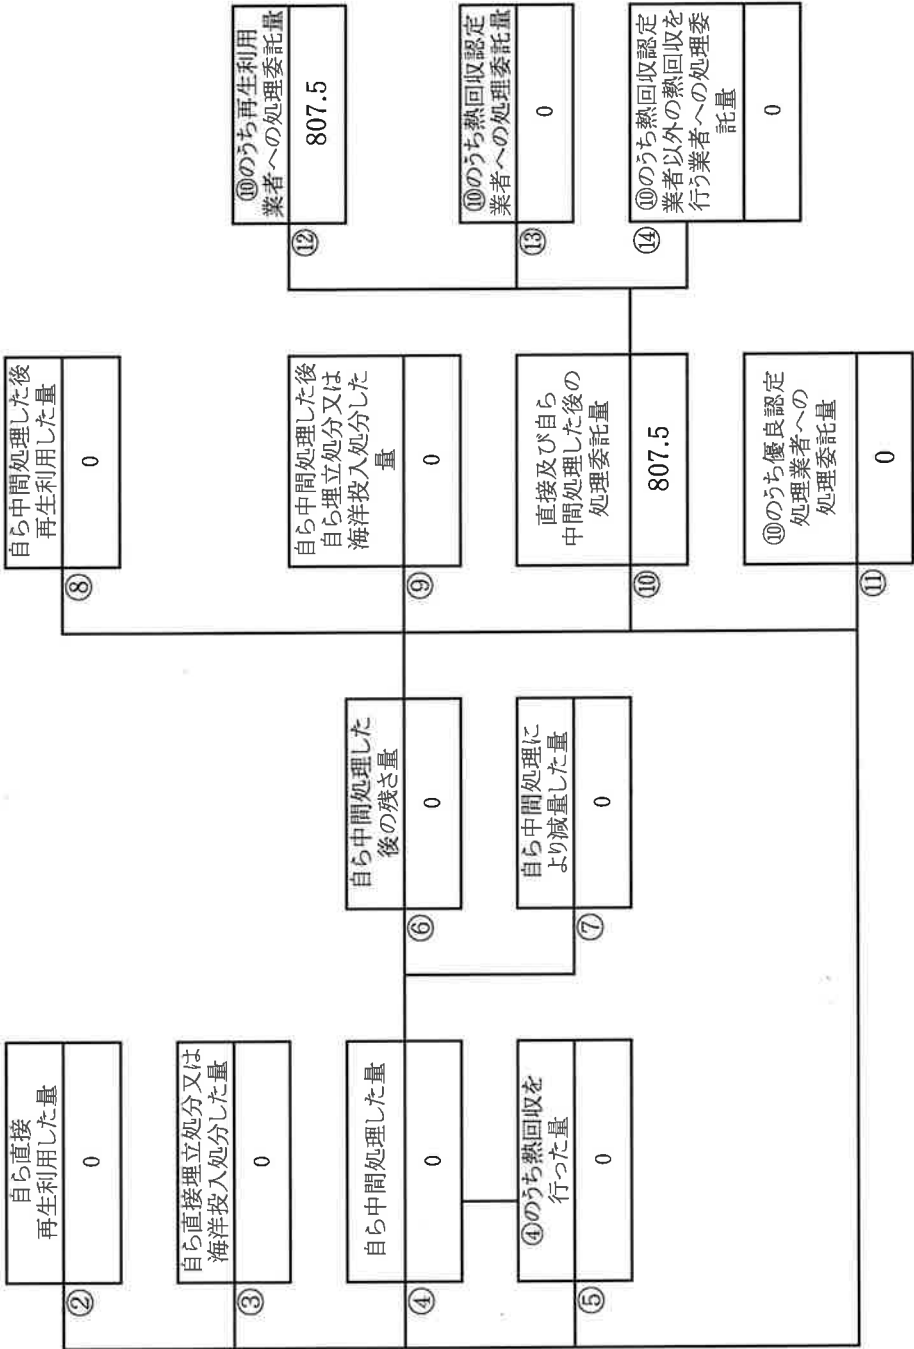 ②
自ら直接
再生利用した量
0
③
自ら直接埋立処分又は
海洋投入処分した量
0
④
自ら中間処理した量
0
⑤
④のうち熱回収を
行った量
0
⑥
自ら中間処理した
後の残さ量
0
⑦
自ら中間処理に
より減量した量
0
⑧
自ら中間処理した後
再生利用した量
0
⑨
自ら中間処理した後
自ら埋立処分又は
海洋投入処分した
量
0
⑩
直接及び自ら
中間処理した後の
処理委託量
807.5
⑪
⑩のうち優良認定
処理業者への
処理委託量
0
⑫
⑩のうち再生利用
業者への処理委託量
807.5
⑬
⑩のうち熱回収認定
業者への処理委託量
0
⑭
⑩のうち熱回収認定
業者以外の熱回収を
行う業者への処理委
託量
0